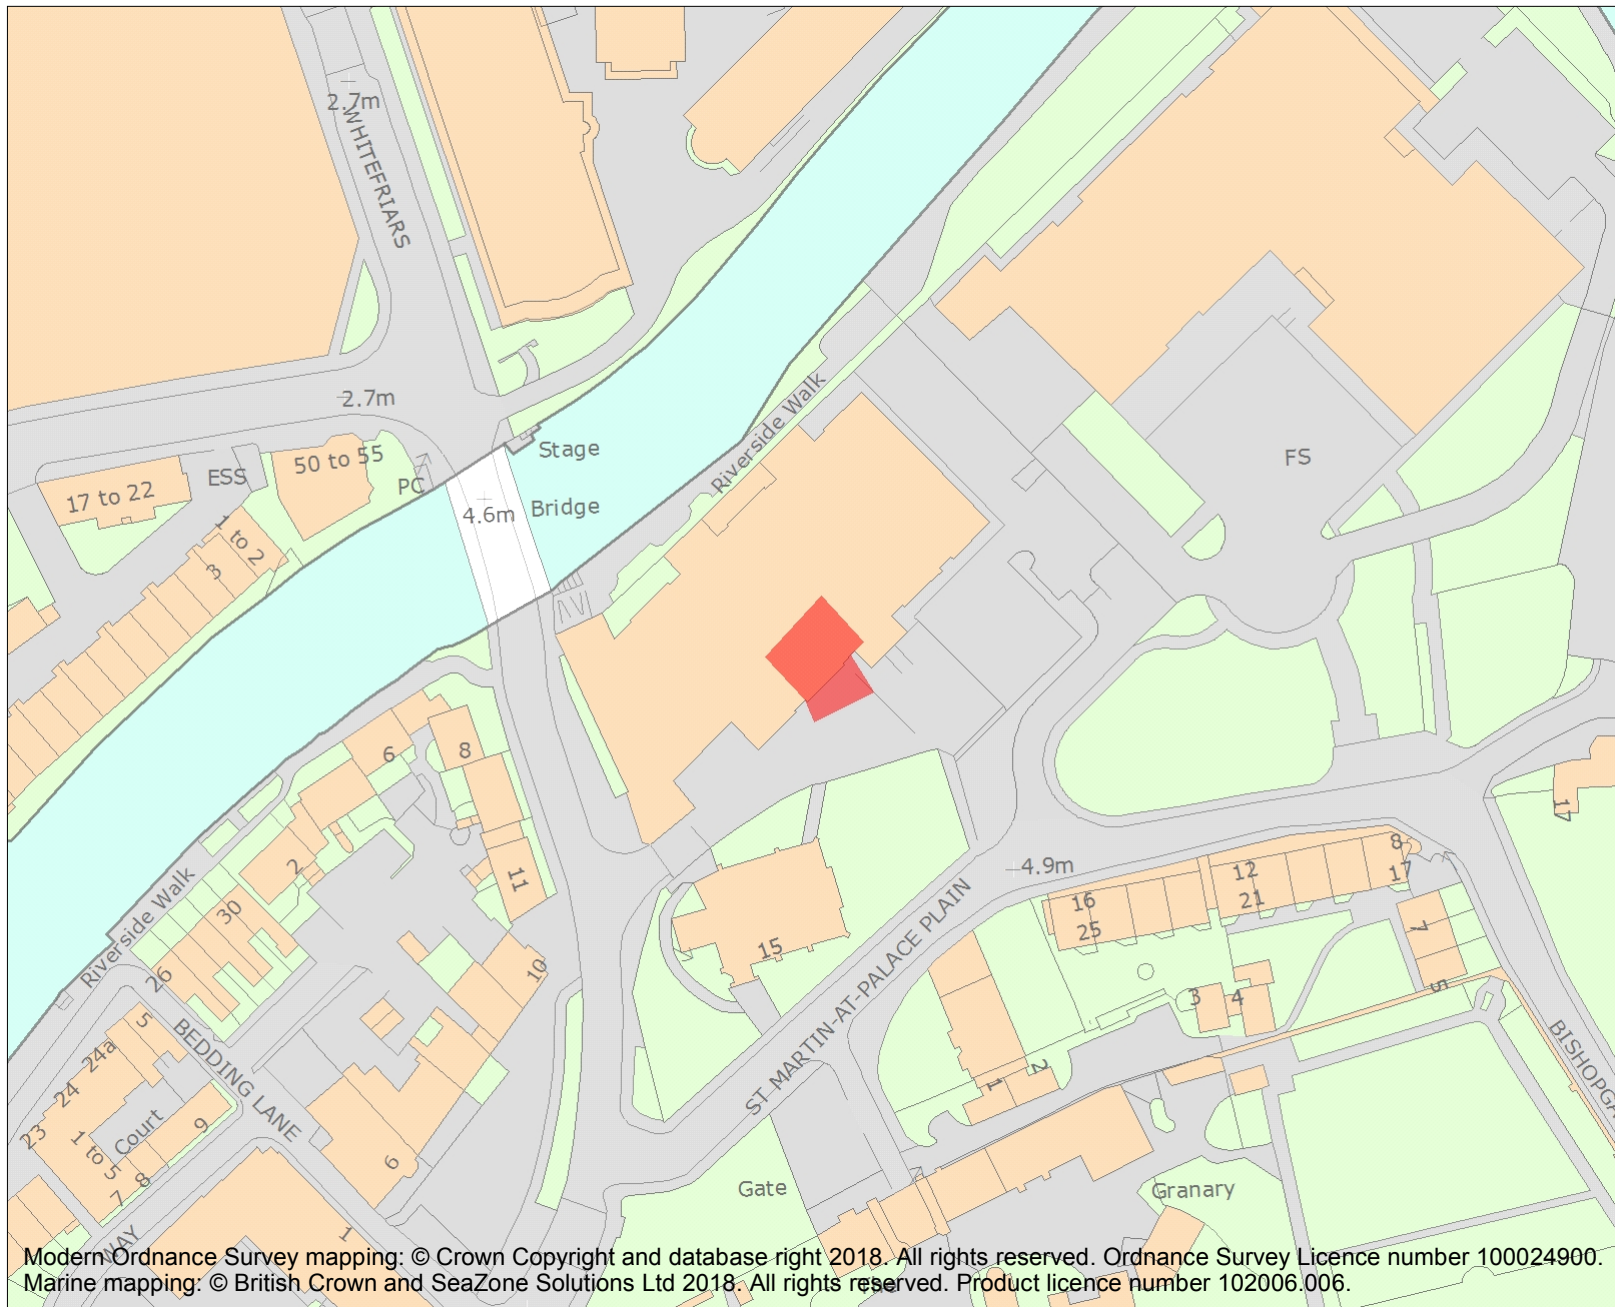 2.7m
WHITEFRIARS
2.7m
Stage
50 to 55
ESS
17 to 22
PC
4.6m
Bridge
Riverside Walk
FS
1 to 2
3
6
8
2
11
17
4.9m
8
12
17
16
21
25
7
5
30
15
10
Riverside Walk
26
ST MARTIN-AT-PALACE PLAIN
3
4
5
24a
24
23
BEDDING LANE
BISHOPGA
1
2
Court
9
1 to 5
8
7
6
Gate
Granary
WAY
1
The
Modern Ordnance Survey mapping: © Crown Copyright and database right 2018. All rights reserved. Ordnance Survey Licence number 100024900.
Marine mapping: © British Crown and SeaZone Solutions Ltd 2018. All rights reserved. Product licence number 102006.006.